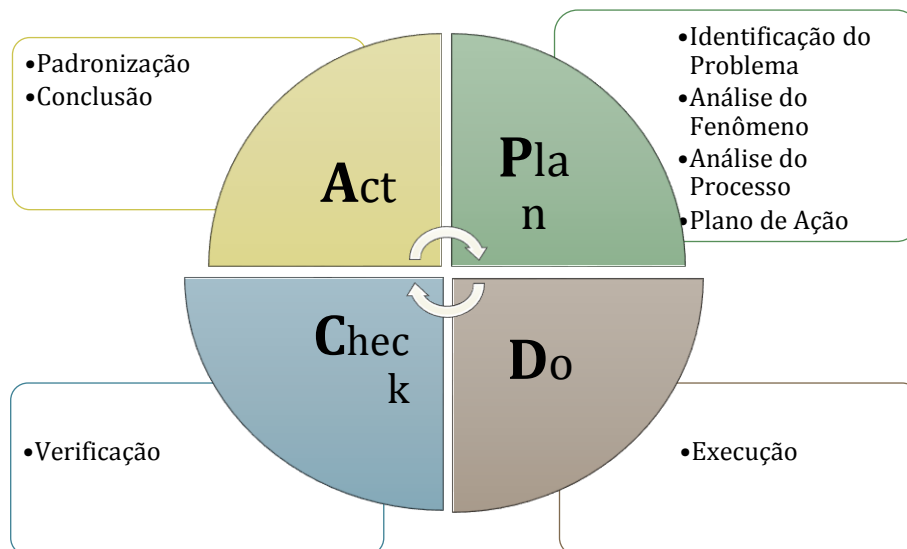 •Padronização
•Conclusão
Act
Pla
n
•Identificação do
Problema
•Análise do
Fenômeno
•Análise do
Processo
•Plano de Ação
Chec
k
•Verificação
Do
•Execução